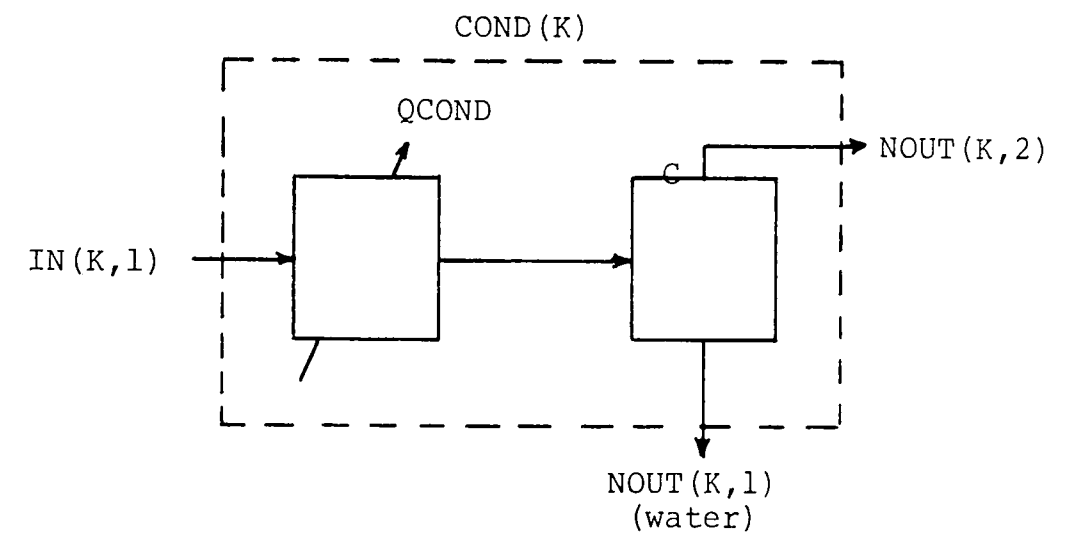 COND(K)
QCOND
NOUT(K,2)
C
IN(K,1)
NOUT(K,1)
(water)